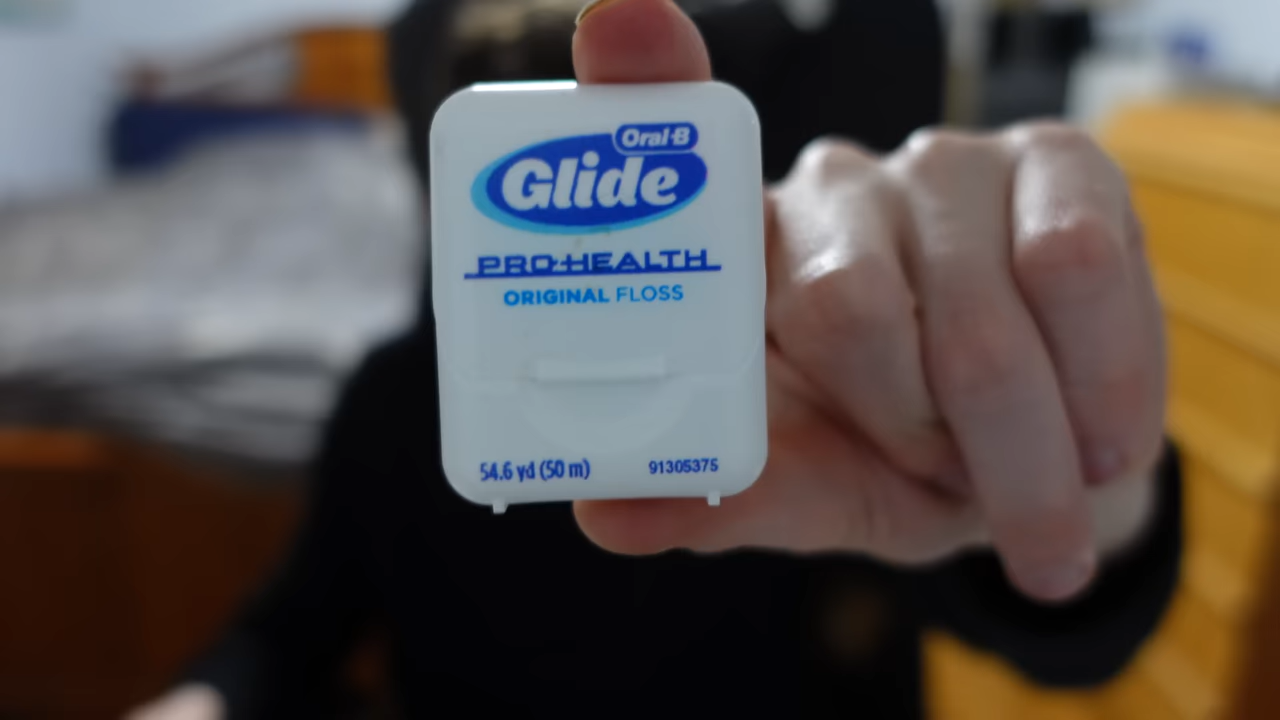 Oral-B
Glide
PRO-HEALTH
ORIGINAL FLOSS
54.6 yd (50 m) 91305375